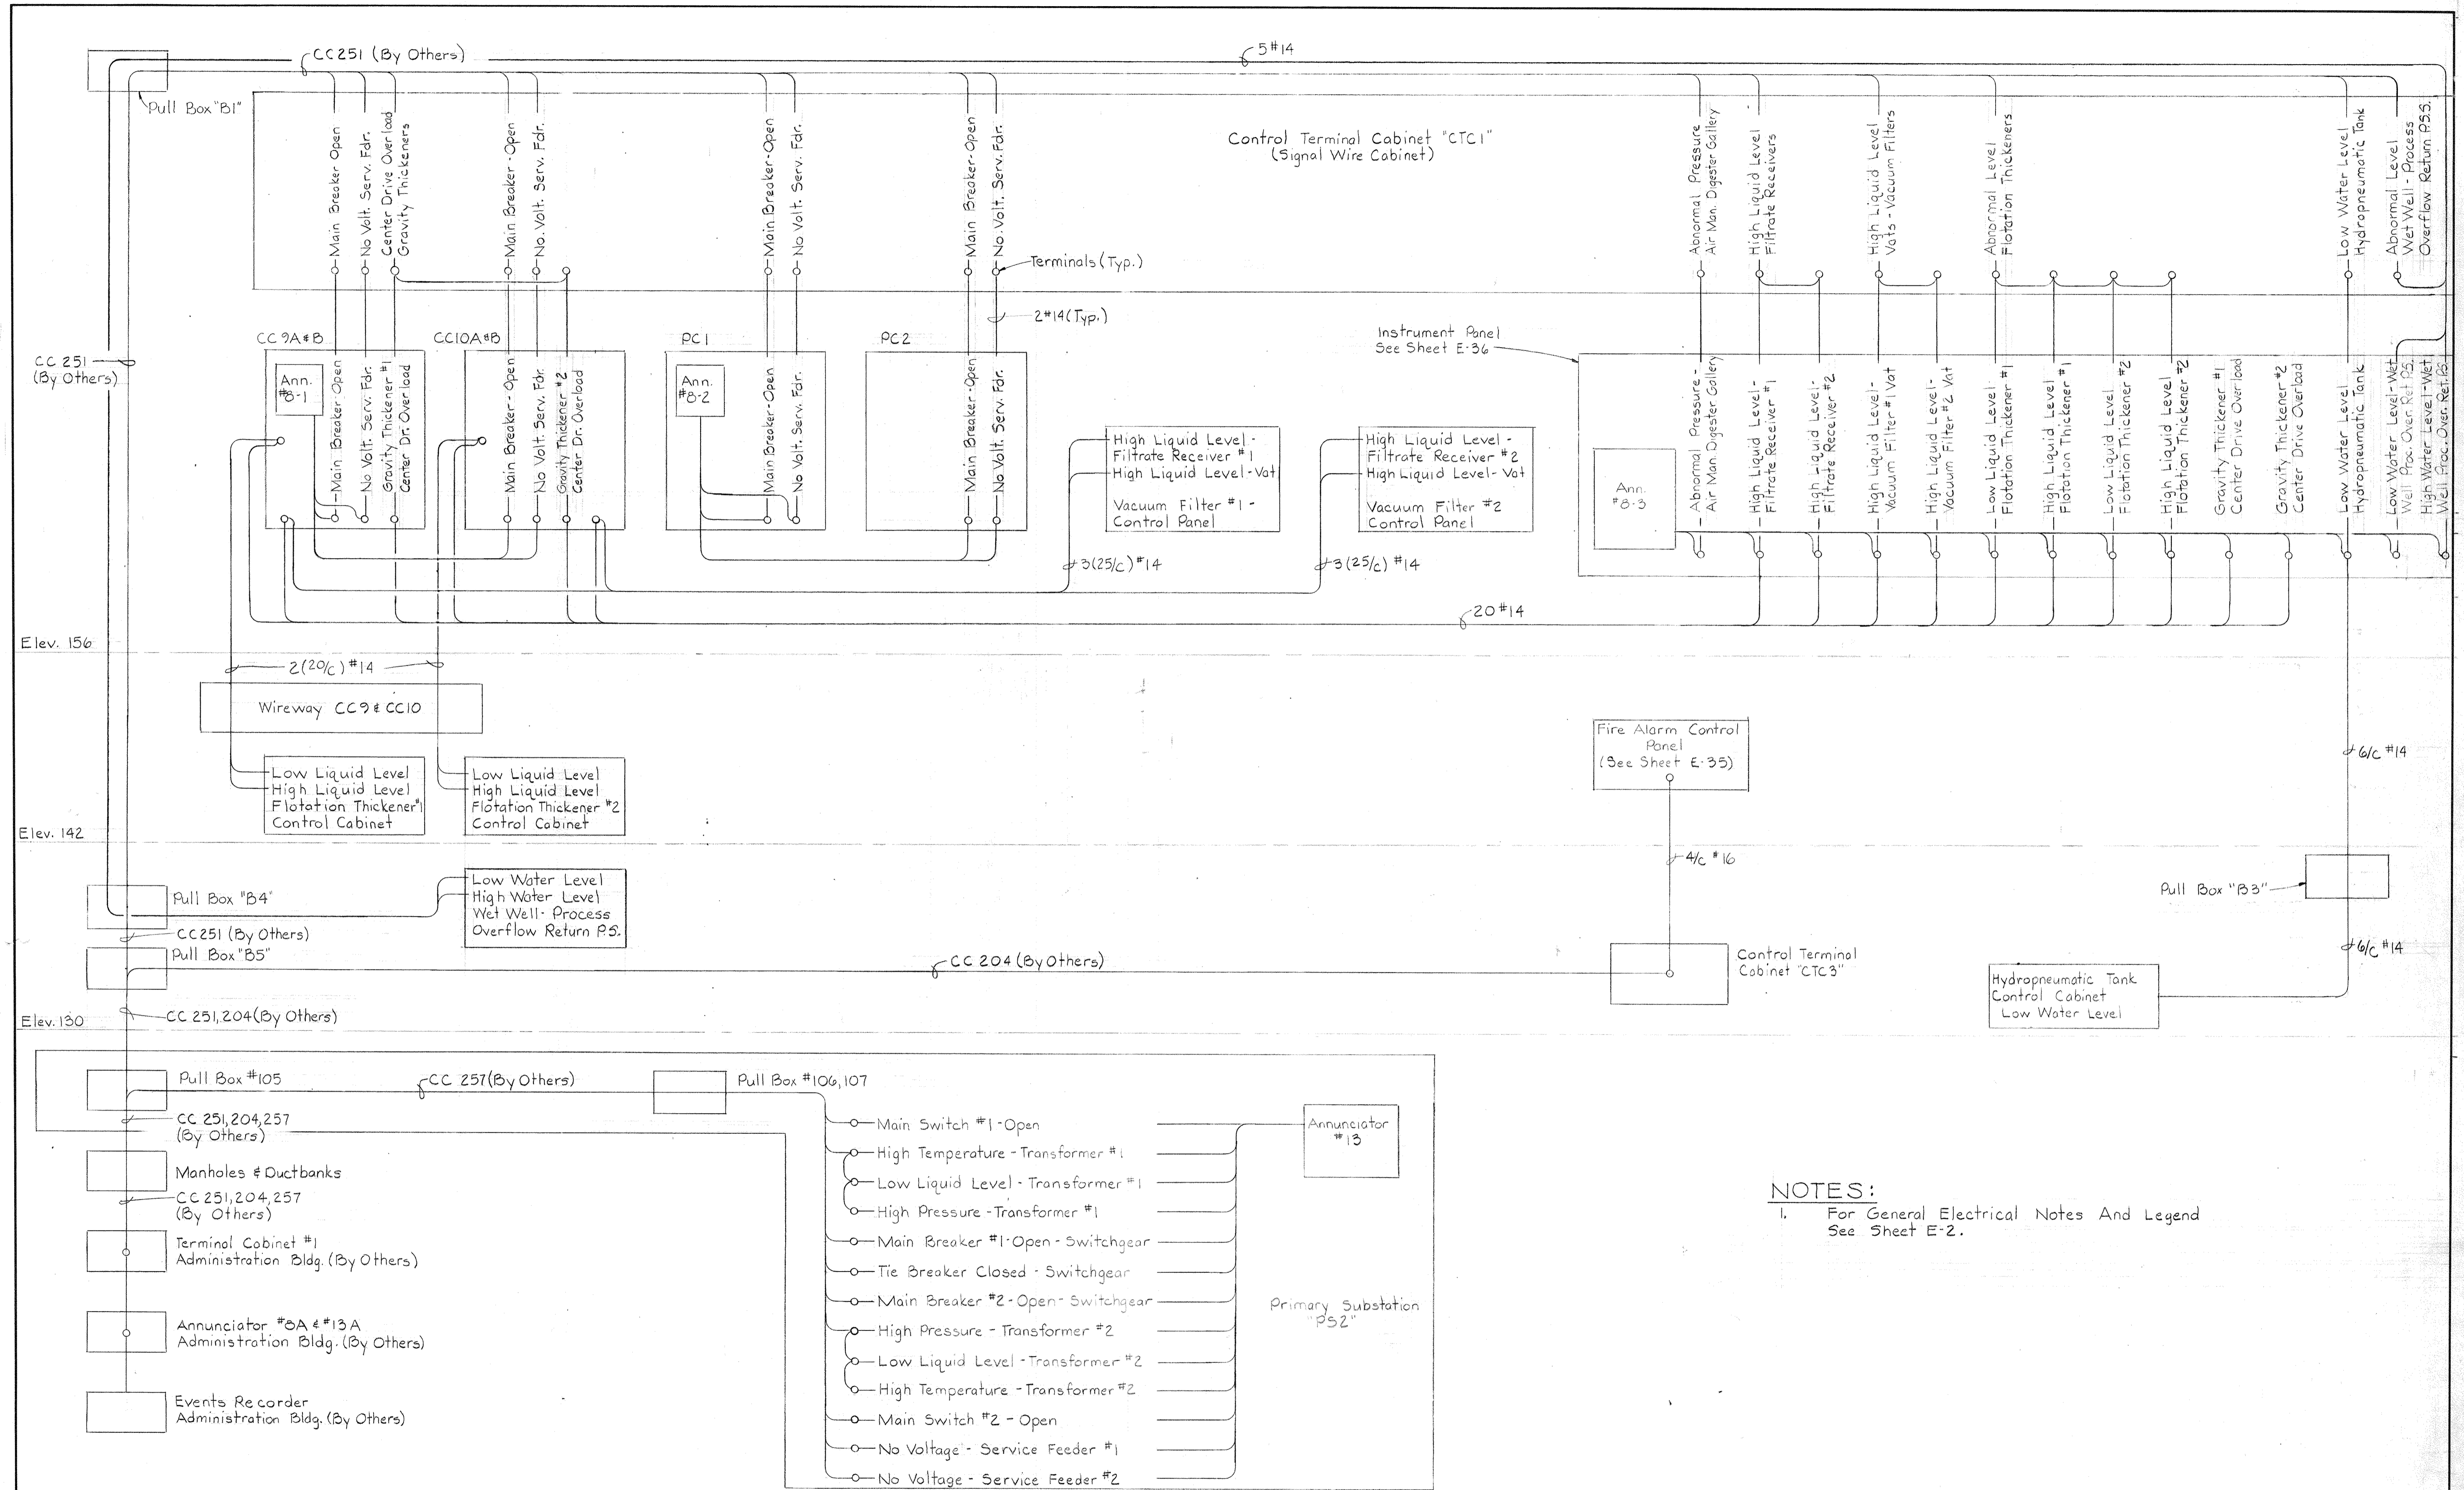 CC251 (By Others)
5#14
Pull Box "B1"
Control Terminal Cabinet "CTC1"
(Signal Wire Cabinet)
Main Breaker-Open
No Volt. Serv. Fdr.
Center Drive Overload
Gravity Thickeners
Main Breaker-Open
No. Volt. Serv. Fdr.
Main Breaker-Open
No Volt. Serv. Fdr.
Main Breaker-Open
No. Volt. Serv. Fdr.
Abnormal Pressure
Air Man. Digester Gallery
High Liquid Level
Filtrate Receivers
High Liquid Level
Vats - Vacuum Filters
Abnormal Level
Flotation Thickeners
Low Water Level
Hydropneumatic Tank
Abnormal Level
Wet Well - Process
Overflow Return P.S.
Terminals (Typ.)
2#14 (Typ.)
CC 251
(By Others)
CC 9A&B
CC10A&B
PC1
PC2
Instrument Panel
See Sheet E-36
Ann.
#8-1
Main Breaker-Open
No Volt. Serv. Fdr.
Gravity Thickener #1
Center Dr. Overload
Main Breaker-Open
No Volt. Serv. Fdr.
Gravity Thickener #2
Center Dr. Overload
Ann.
#8-2
Main Breaker-Open
No Volt. Serv. Fdr.
Main Breaker-Open
No Volt. Serv. Fdr.
High Liquid Level -
Filtrate Receiver #1
High Liquid Level-Vat
Vacuum Filter #1 -
Control Panel
High Liquid Level -
Filtrate Receiver #2
High Liquid Level-Vat
Vacuum Filter #2
Control Panel
Ann.
#8-3
Abnormal Pressure -
Air Man. Digester Gallery
High Liquid Level -
Filtrate Receiver #1
High Liquid Level -
Filtrate Receiver #2
High Liquid Level -
Vacuum Filter #1 Vat
High Liquid Level -
Vacuum Filter #2 Vat
Low Liquid Level
Flotation Thickener #1
High Liquid Level
Flotation Thickener #1
Low Liquid Level
Flotation Thickener #2
High Liquid Level
Flotation Thickener #2
Gravity Thickener #1
Center Drive Overload
Gravity Thickener #2
Center Drive Overload
Low Water Level
Hydropneumatic Tank
Low Water Level-Wet
Well Proc. Over. Ret. P.S.
High Water Level-Wet
Well Proc. Over. Ret. P.S.
3(25/c) #14
3(25/c) #14
20 #14
Elev. 156
2(20/c) #14
Wireway CC9 & CC10
Low Liquid Level
High Liquid Level
Flotation Thickener #1
Control Cabinet
Low Liquid Level
High Liquid Level
Flotation Thickener #2
Control Cabinet
Fire Alarm Control
Panel
(See Sheet E-35)
6/c #14
Elev. 142
4/c #16
Pull Box "B4"
Low Water Level
High Water Level
Wet Well- Process
Overflow Return P.S.
Pull Box "B3"
CC251 (By Others)
Pull Box "B5"
CC 204 (By Others)
Control Terminal
Cabinet "CTC3"
6/c #14
Hydropneumatic Tank
Control Cabinet
Low Water Level
CC 251,204 (By Others)
Elev. 130
Pull Box #105
CC 257 (By Others)
Pull Box #106,107
CC 251,204,257
(By Others)
Main Switch #1-Open
High Temperature - Transformer #1
Low Liquid Level - Transformer #1
High Pressure - Transformer #1
Main Breaker #1-Open - Switchgear
Tie Breaker Closed - Switchgear
Main Breaker #2-Open - Switchgear
High Pressure - Transformer #2
Low Liquid Level - Transformer #2
High Temperature - Transformer #2
Main Switch #2 - Open
No Voltage - Service Feeder #1
No Voltage - Service Feeder #2
Annunciator
#13
Primary Substation
"PS2"
Manholes & Ductbanks
CC 251,204,257
(By Others)
Terminal Cabinet #1
Administration Bldg. (By Others)
Annunciator #8A & #13A
Administration Bldg. (By Others)
Events Recorder
Administration Bldg. (By Others)
NOTES:
1. For General Electrical Notes And Legend
See Sheet E-2.